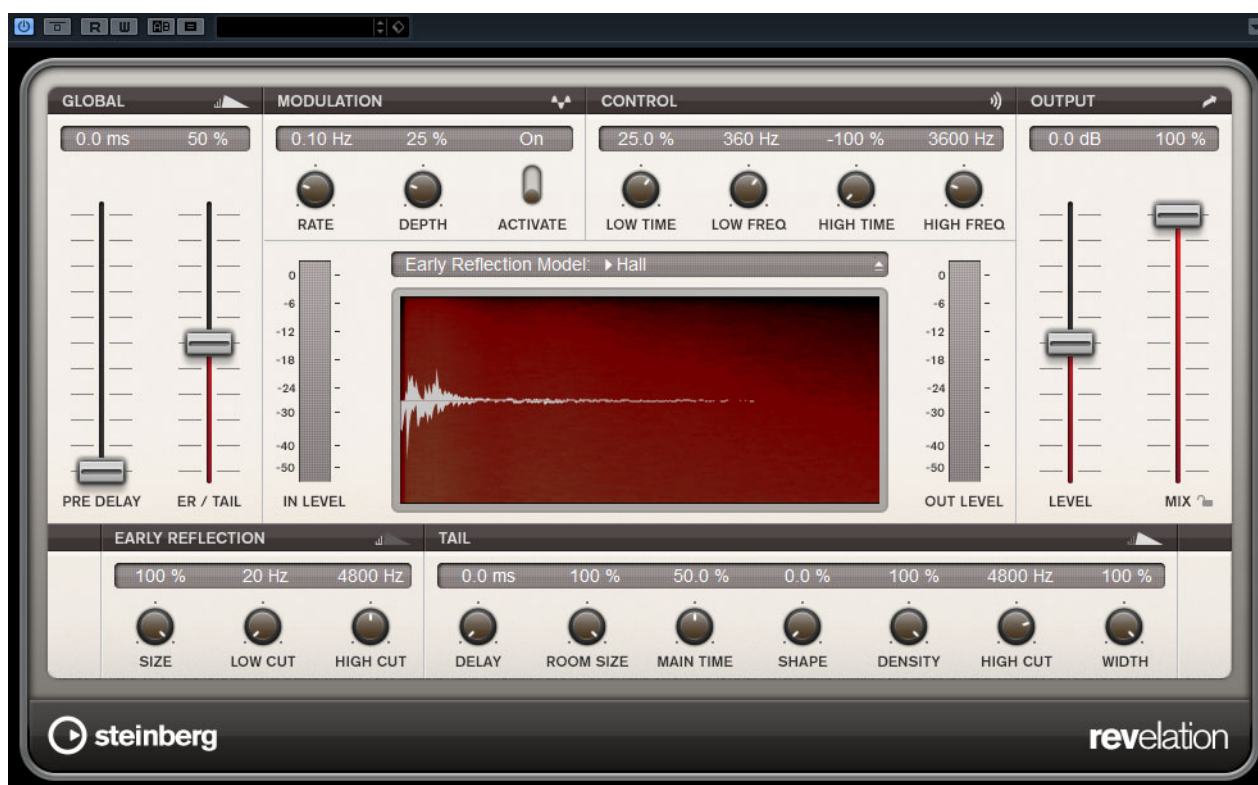 R W AB
GLOBAL MODULATION CONTROL OUTPUT
0.0 ms 50 % 0.10 Hz 25 % On 25.0 % 360 Hz -100 % 3600 Hz 0.0 dB 100 %
RATE DEPTH ACTIVATE LOW TIME LOW FREQ HIGH TIME HIGH FREQ
Early Reflection Model: Hall
0 0
-6 -6
-12 -12
-18 -18
-24 -24
-30 -30
-40 -40
-50 -50
PRE DELAY ER / TAIL IN LEVEL OUT LEVEL LEVEL MIX
EARLY REFLECTION TAIL
100 % 20 Hz 4800 Hz 0.0 ms 100 % 50.0 % 0.0 % 100 % 4800 Hz 100 %
SIZE LOW CUT HIGH CUT DELAY ROOM SIZE MAIN TIME SHAPE DENSITY HIGH CUT WIDTH
steinberg revelation